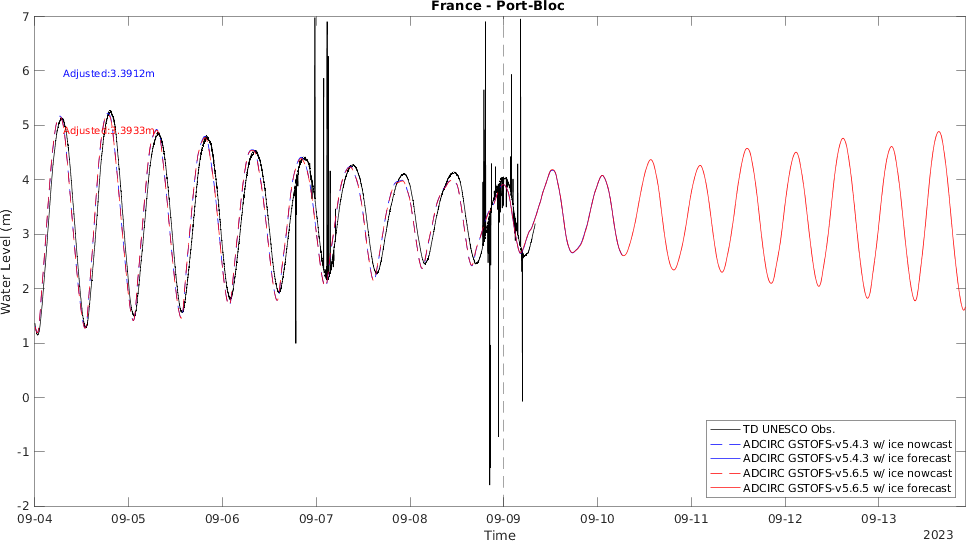 France - Port-Bloc
7
6
5
4
3
2
1
0
-1
-2
Water Level (m)
Adjusted:3.3912m
Adjusted:3.3933m
TD UNESCO Obs.
ADCIRC GSTOFS-v5.4.3 w/ ice nowcast
ADCIRC GSTOFS-v5.4.3 w/ ice forecast
ADCIRC GSTOFS-v5.6.5 w/ ice nowcast
ADCIRC GSTOFS-v5.6.5 w/ ice forecast
09-04 09-05 09-06 09-07 09-08 09-09 09-10 09-11 09-12 09-13
Time
2023